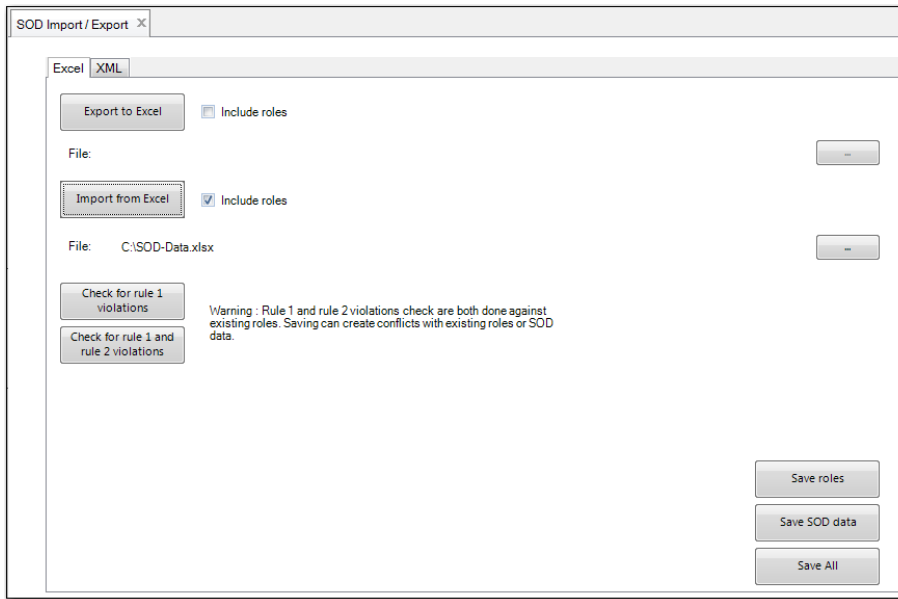 SOD Import / Export X
Excel XML
Export to Excel Include roles
File: ...
Import from Excel Include roles
File: C:\SOD-Data.xlsx ...
Check for rule 1
violations
Warning : Rule 1 and rule 2 violations check are both done against
existing roles. Saving can create conflicts with existing roles or SOD
data.
Check for rule 1 and
rule 2 violations
Save roles
Save SOD data
Save All